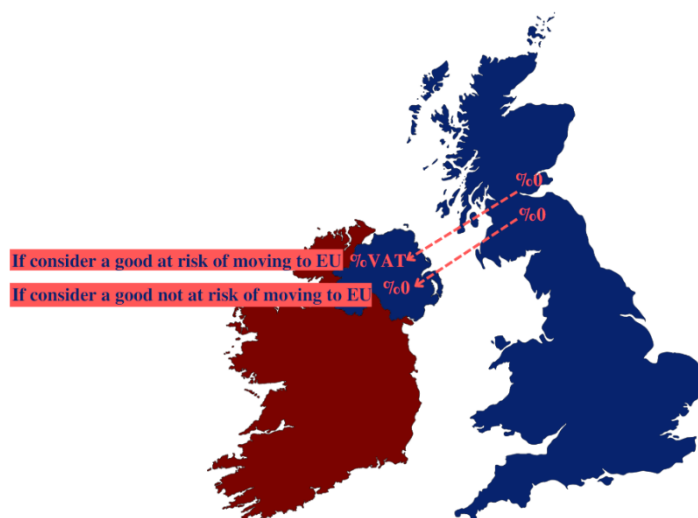 %0
%0
If consider a good at risk of moving to EU %VAT
If consider a good not at risk of moving to EU %0